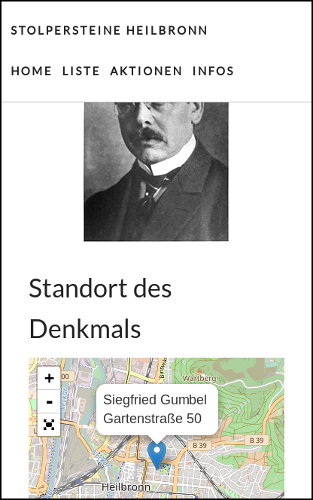 STOLPERSTEINE HEILBRONN
HOME LISTE AKTIONEN INFOS
Standort des
Denkmals
+
-
Wartberg
Siegfried Gumbel
Gartenstraße 50
B 39
B 39
Heilbronn